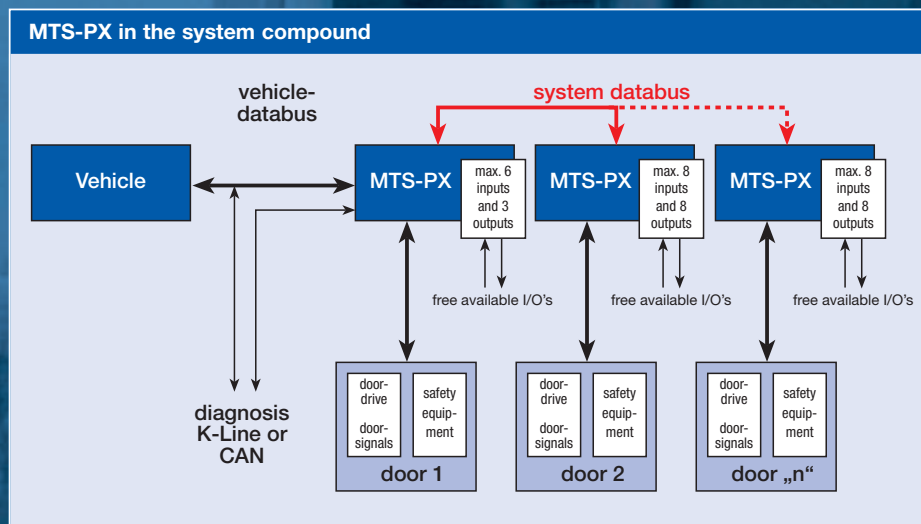 MTS-PX in the system compound
vehicle-
databus
system databus
Vehicle
MTS-PX
max. 6
inputs
and 3
outputs
MTS-PX
max. 8
inputs
and 8
outputs
MTS-PX
max. 8
inputs
and 8
outputs
free available I/O's
free available I/O's
free available I/O's
diagnosis
K-Line or
CAN
door-
drive
door-
signals
safety
equip-
ment
door 1
door-
drive
door-
signals
safety
equip-
ment
door 2
door-
drive
door-
signals
safety
equip-
ment
door „n“